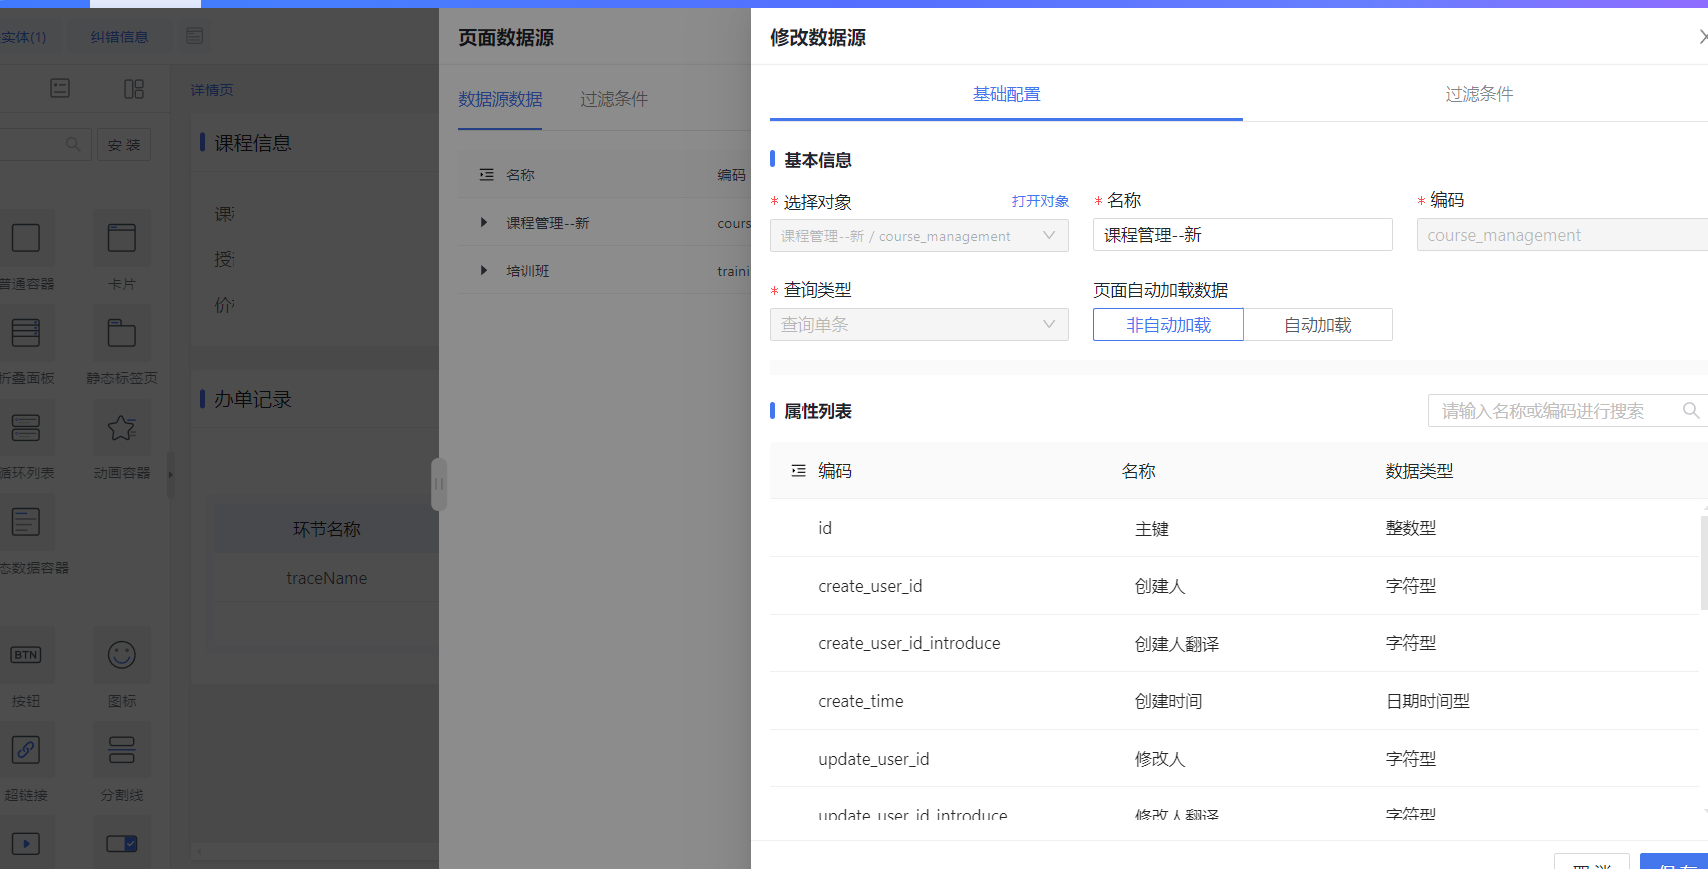 实体(1)
纠错信息
安 装
普通容器
卡片
折叠面板
静态标签页
循环列表
动画容器
态数据容器
BTN
按钮
图标
超链接
分割线
详情页
课程信息
课程
授
价
办单记录
环节名称
traceName
页面数据源
数据源数据
过滤条件
名称
编码
课程管理--新
cours
培训班
traini
修改数据源
基础配置
过滤条件
基本信息
* 选择对象
打开对象
* 名称
* 编码
课程管理--新 / course_management
课程管理--新
course_management
* 查询类型
页面自动加载数据
查询单条
非自动加载
自动加载
属性列表
请输入名称或编码进行搜索
编码
名称
数据类型
id
主键
整数型
create_user_id
创建人
字符型
create_user_id_introduce
创建人翻译
字符型
create_time
创建时间
日期时间型
update_user_id
修改人
字符型
update_user_id_introduce
修改人翻译
字符型
取 消
保 存